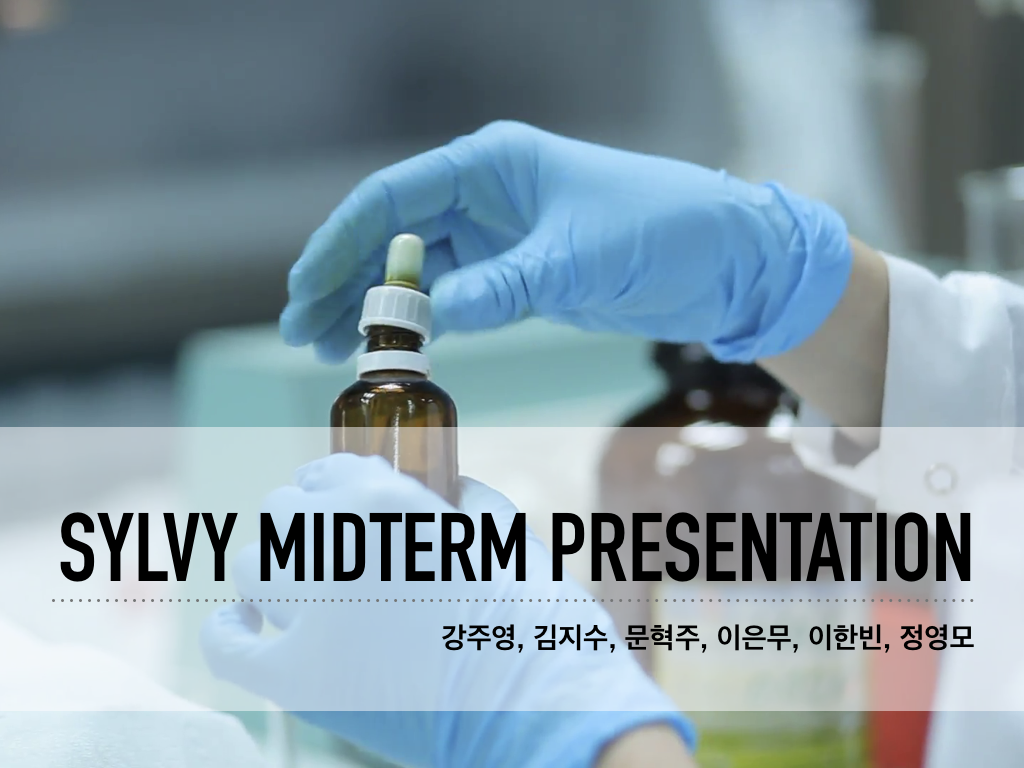 SYLVY MIDTERM PRESENTATION
강주영, 김지수, 문혁주, 이은무, 이한빈, 정영모